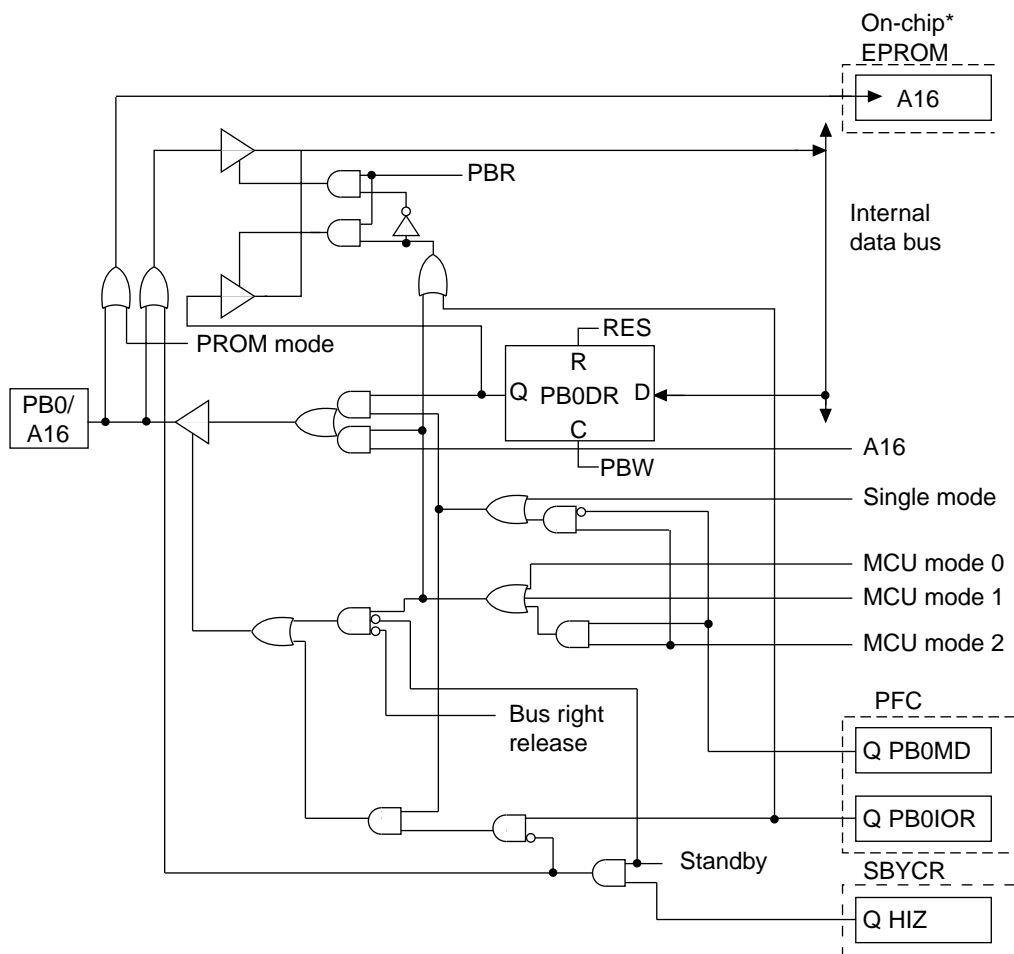 On-chip*
EPROM
A16
PBR
Internal
data bus
PROM mode
RES
R
Q PB0DR D
C
PBW
PB0/
A16
A16
Single mode
MCU mode 0
MCU mode 1
MCU mode 2
Bus right
release
PFC
Q PB0MD
Q PB0IOR
Standby
SBYCR
Q HIZ